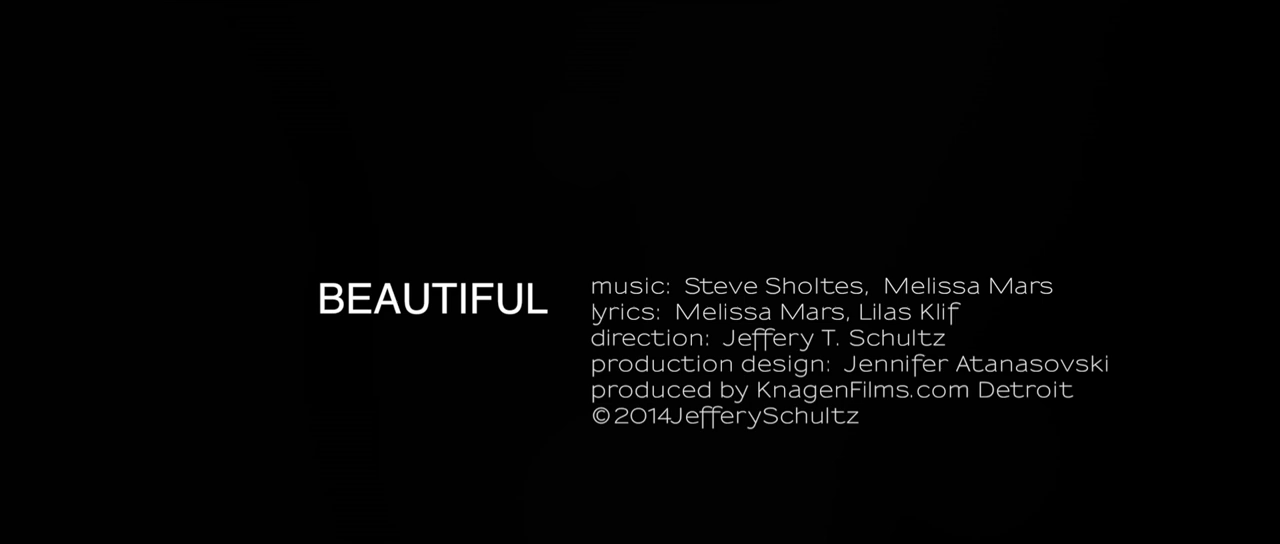 BEAUTIFUL
music: Steve Sholtes, Melissa Mars
lyrics: Melissa Mars, Lilas Klif
direction: Jeffery T. Schultz
production design: Jennifer Atanasovski
produced by KnagenFilms.com Detroit
©2014JefferySchultz